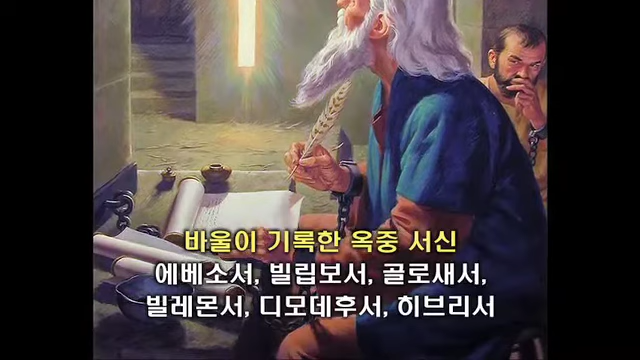 바울이 기록한 옥중 서신
에베소서, 빌립보서, 골로새서,
빌레몬서, 디모데후서, 히브리서